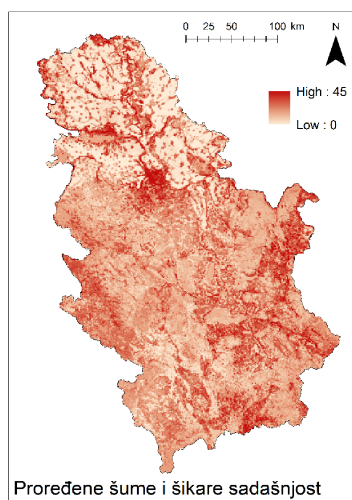 0 25 50 100 km
N
High : 45
Low : 0
Proređene šume i šikare sadašnjost